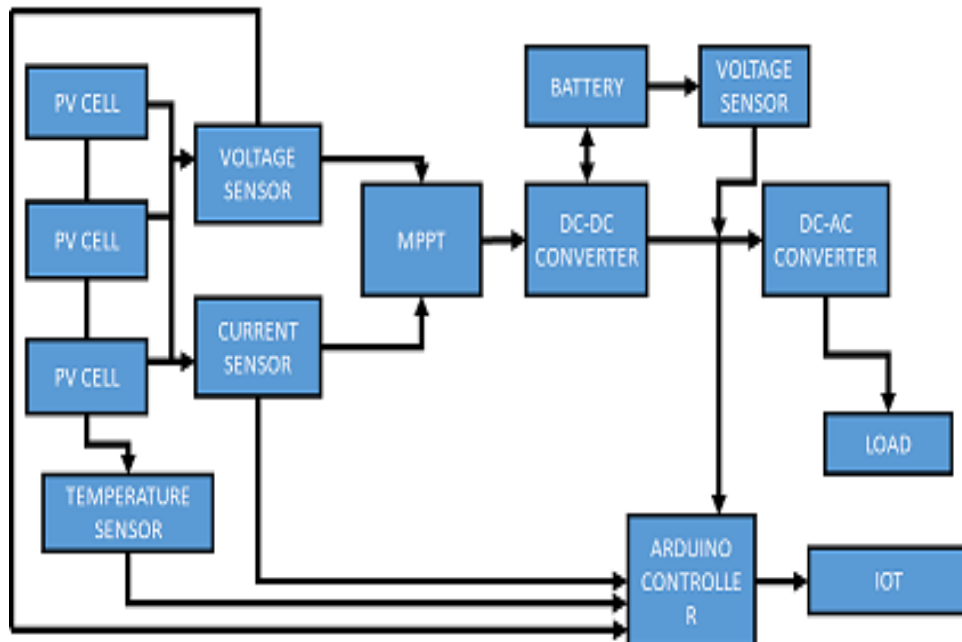 PV CELL
PV CELL
PV CELL
VOLTAGE
SENSOR
CURRENT
SENSOR
TEMPERATURE
SENSOR
MPPT
BATTERY
VOLTAGE
SENSOR
DC-DC
CONVERTER
DC-AC
CONVERTER
LOAD
ARDUINO
CONTROLLE
R
IOT